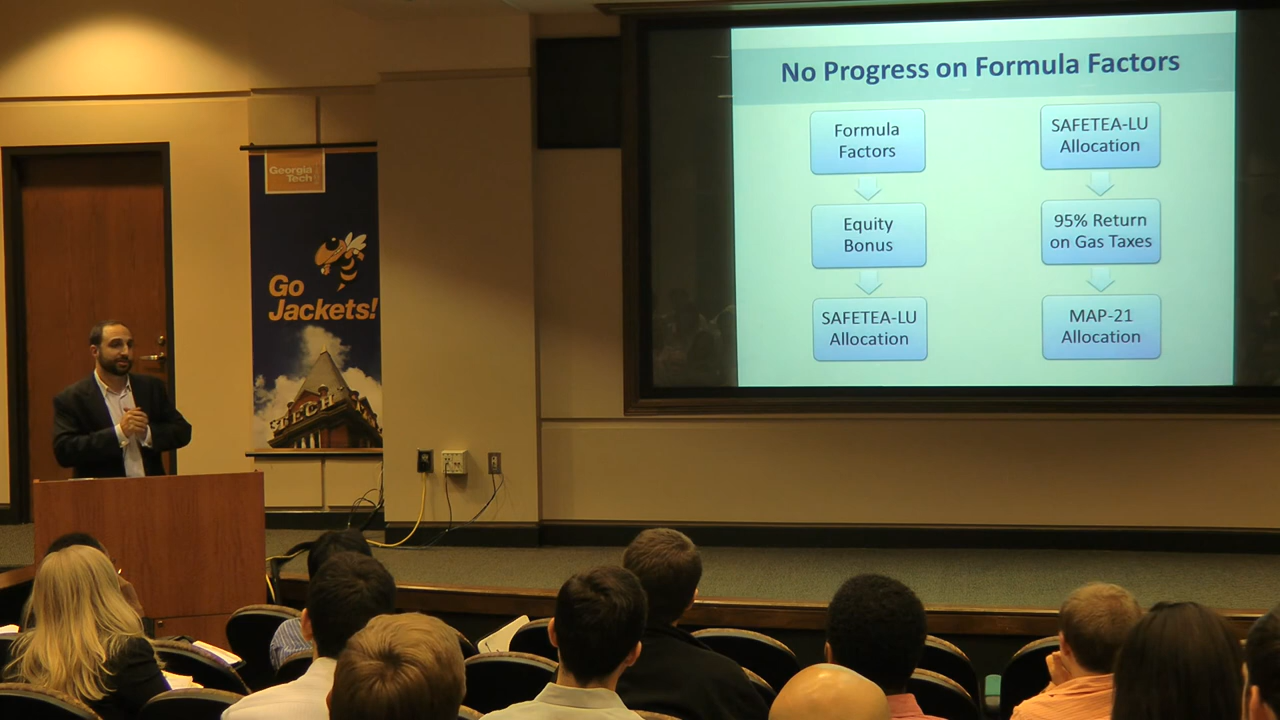 Georgia
Tech
Go
Jackets!
TECH
No Progress on Formula Factors
Formula
Factors
Equity
Bonus
SAFETEA-LU
Allocation
SAFETEA-LU
Allocation
95% Return
on Gas Taxes
MAP-21
Allocation